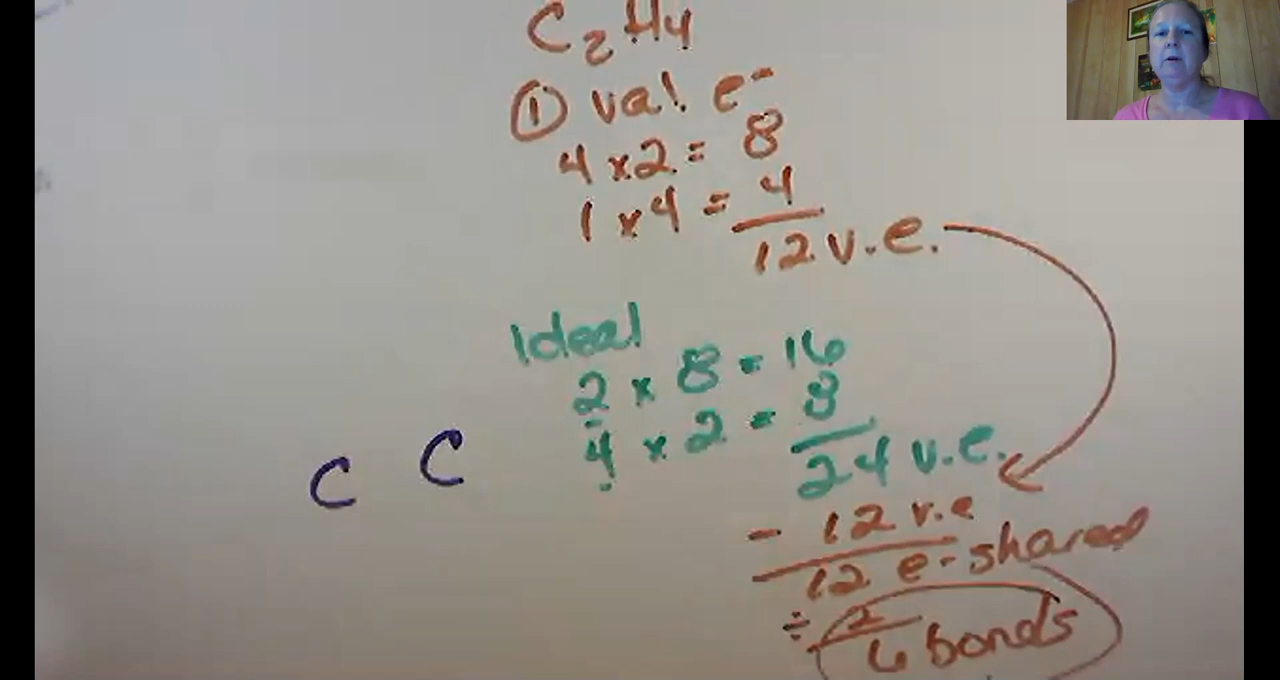 C2H4
① val e-
4 x 2 = 8
1 x 4 = 4
12 v.e.
Ideal
2 x 8 = 16
4 x 2 = 8
24 v.e.
- 12 v.e
12 e- shared
÷ 2
6 bonds
C C